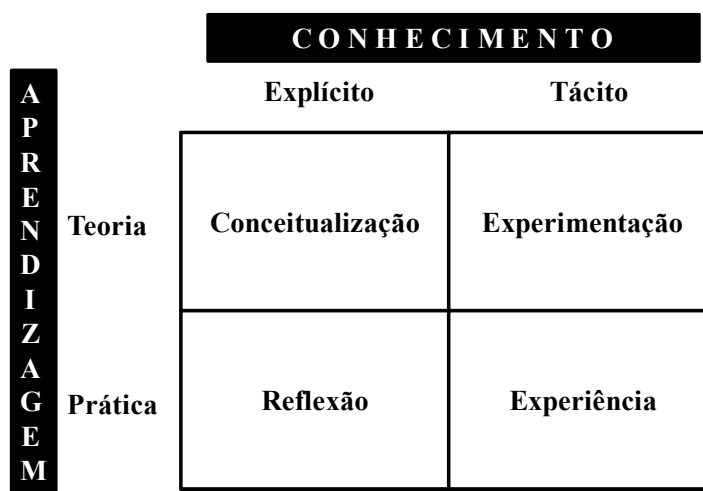 CONHECIMENTO
Explícito Tácito
APRENDIZAGEM
Teoria Conceitualização Experimentação
Prática Reflexão Experiência